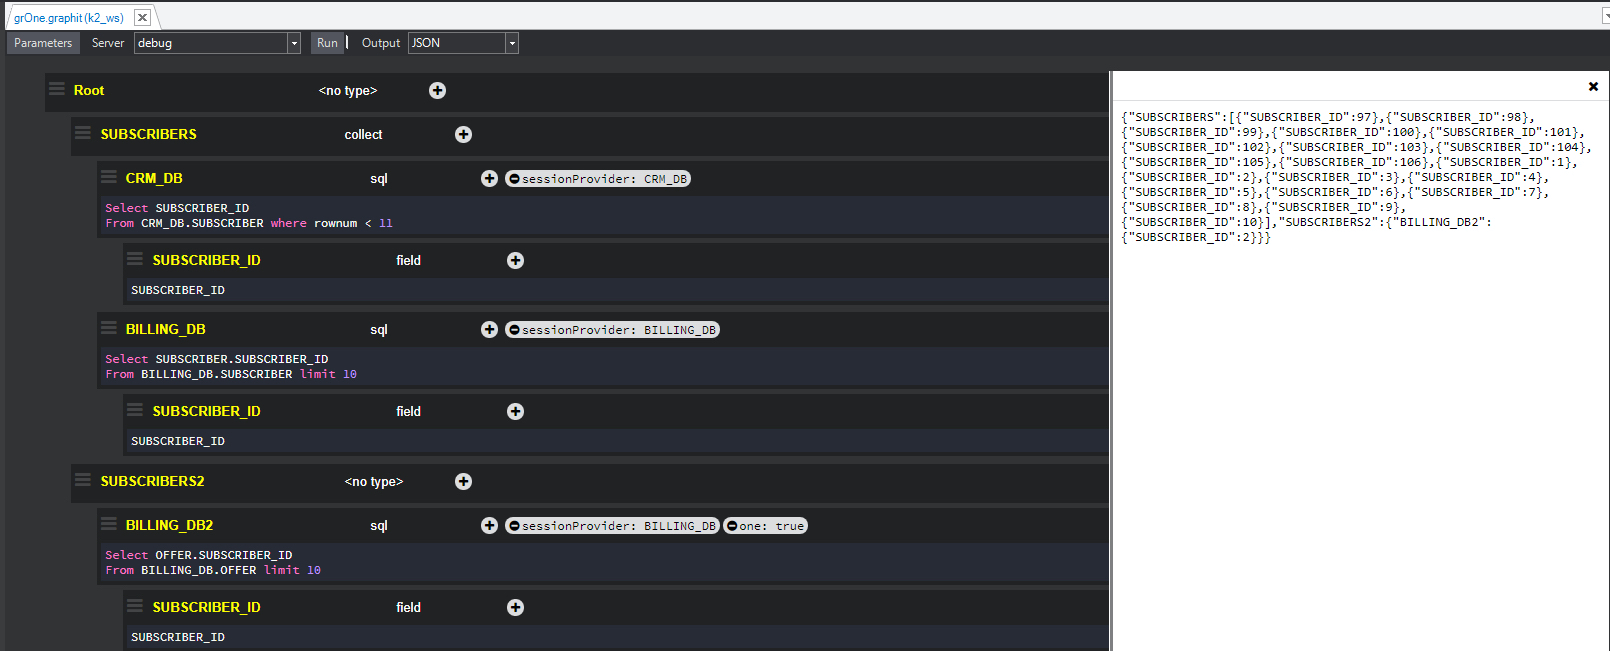 grOne.graphit (k2_ws)
Parameters Server debug Run Output JSON
Root <no type>
SUBSCRIBERS collect
CRM_DB sql sessionProvider: CRM_DB
Select SUBSCRIBER_ID
From CRM_DB.SUBSCRIBER where rownum < 11
SUBSCRIBER_ID field
SUBSCRIBER_ID
BILLING_DB sql sessionProvider: BILLING_DB
Select SUBSCRIBER.SUBSCRIBER_ID
From BILLING_DB.SUBSCRIBER limit 10
SUBSCRIBER_ID field
SUBSCRIBER_ID
SUBSCRIBERS2 <no type>
BILLING_DB2 sql sessionProvider: BILLING_DB one: true
Select OFFER.SUBSCRIBER_ID
From BILLING_DB.OFFER limit 10
SUBSCRIBER_ID field
SUBSCRIBER_ID
{"SUBSCRIBERS":[{"SUBSCRIBER_ID":97},{"SUBSCRIBER_ID":98},
{"SUBSCRIBER_ID":99},{"SUBSCRIBER_ID":100},{"SUBSCRIBER_ID":101},
{"SUBSCRIBER_ID":102},{"SUBSCRIBER_ID":103},{"SUBSCRIBER_ID":104},
{"SUBSCRIBER_ID":105},{"SUBSCRIBER_ID":106},{"SUBSCRIBER_ID":1},
{"SUBSCRIBER_ID":2},{"SUBSCRIBER_ID":3},{"SUBSCRIBER_ID":4},
{"SUBSCRIBER_ID":5},{"SUBSCRIBER_ID":6},{"SUBSCRIBER_ID":7},
{"SUBSCRIBER_ID":8},{"SUBSCRIBER_ID":9},
{"SUBSCRIBER_ID":10}],"SUBSCRIBERS2":{"BILLING_DB2":
{"SUBSCRIBER_ID":2}}}